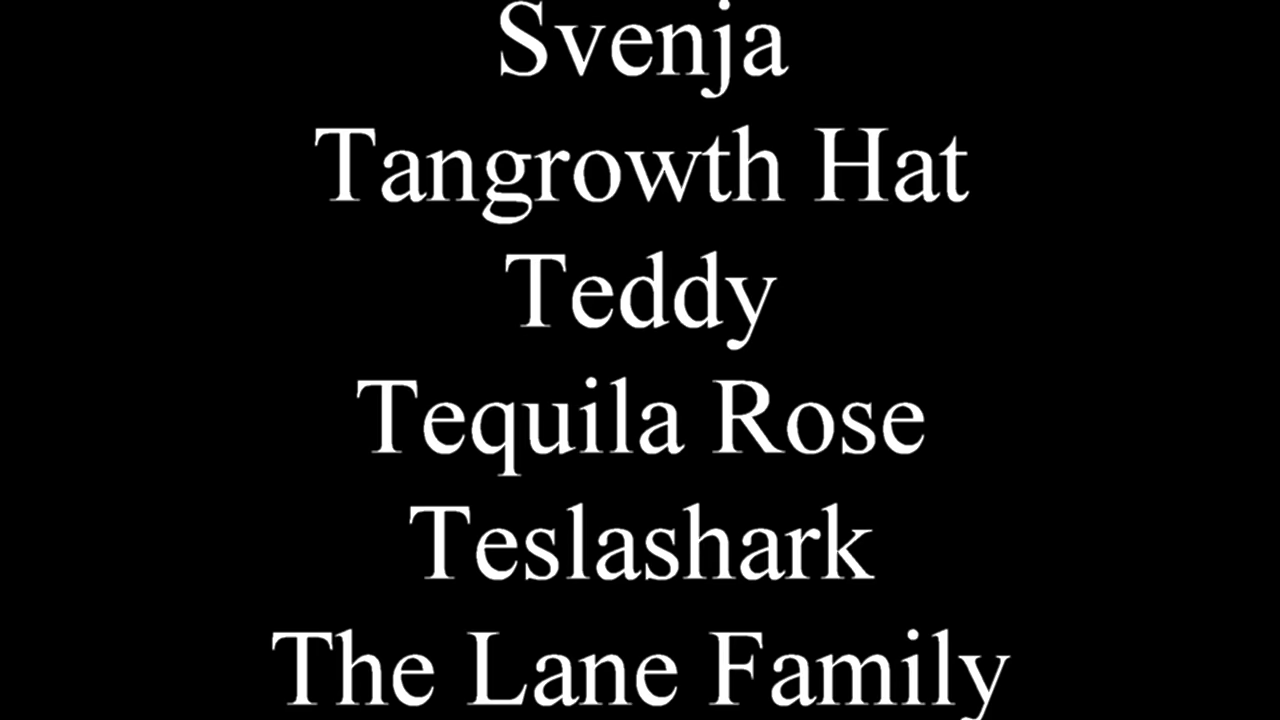 Svenja
Tangrowth Hat
Teddy
Tequila Rose
Teslashark
The Lane Family